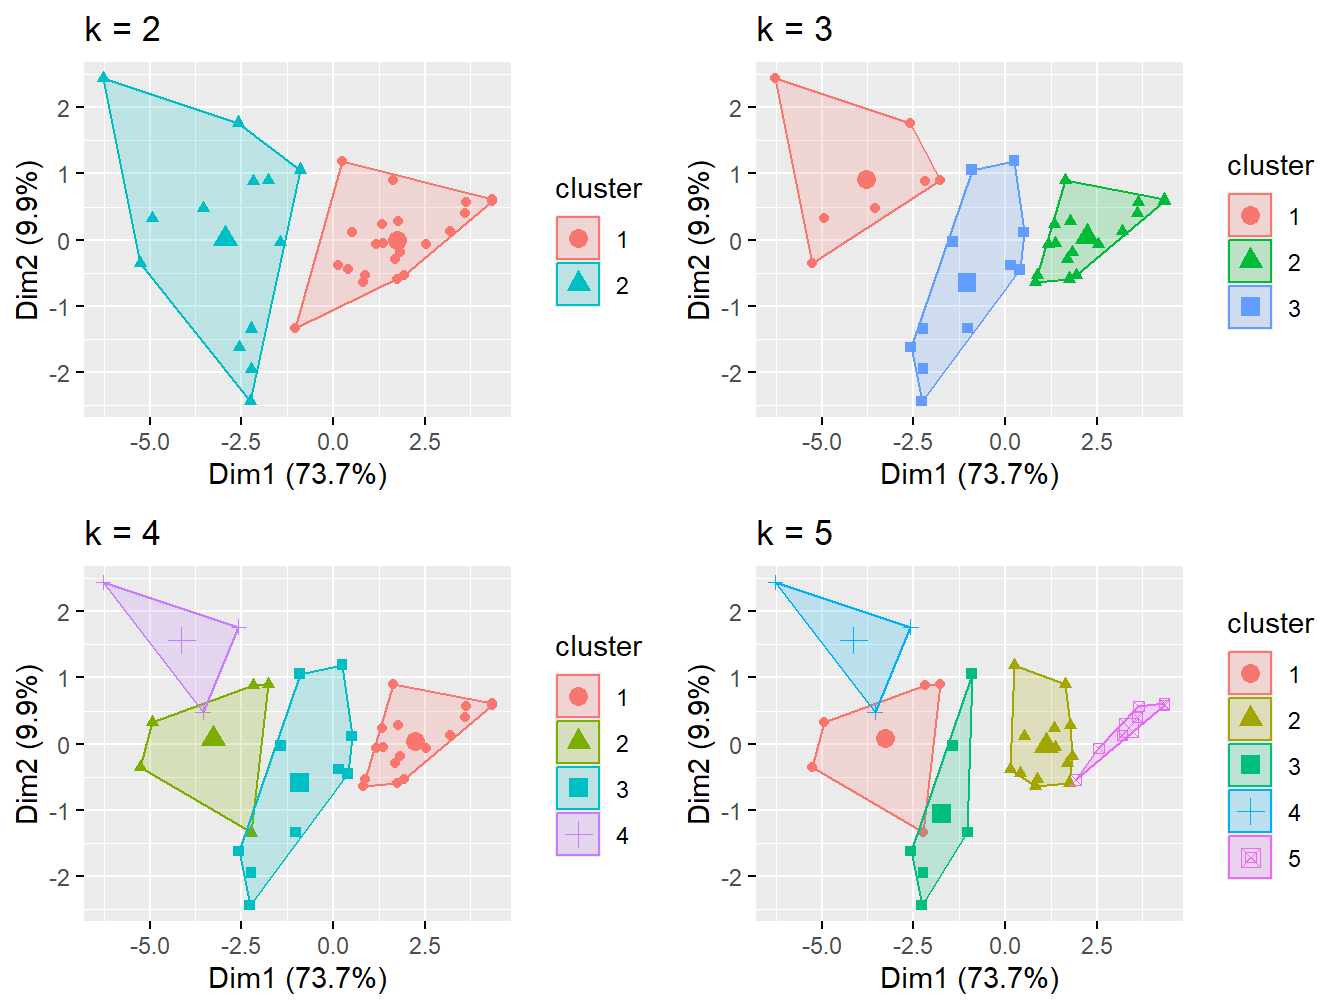 k = 2
Dim2 (9.9%)
2
1
0
-1
-2
-5.0 -2.5 0.0 2.5
Dim1 (73.7%)
cluster
1
2
k = 3
Dim2 (9.9%)
2
1
0
-1
-2
-5.0 -2.5 0.0 2.5
Dim1 (73.7%)
cluster
1
2
3
k = 4
Dim2 (9.9%)
2
1
0
-1
-2
-5.0 -2.5 0.0 2.5
Dim1 (73.7%)
cluster
1
2
3
4
k = 5
Dim2 (9.9%)
2
1
0
-1
-2
-5.0 -2.5 0.0 2.5
Dim1 (73.7%)
cluster
1
2
3
4
5